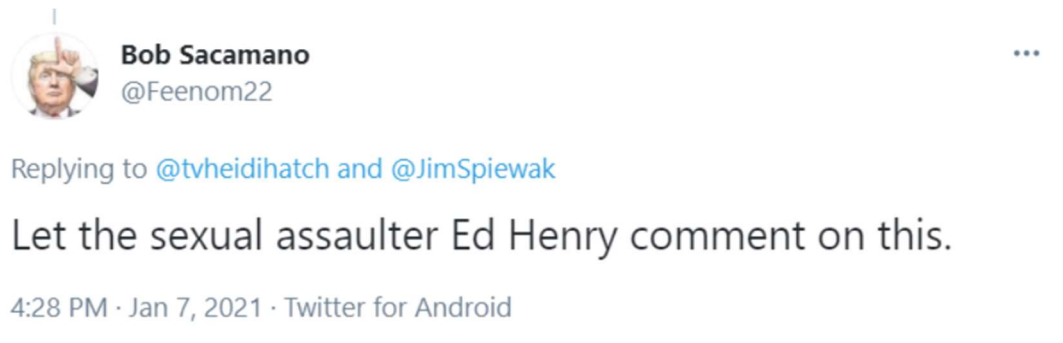 Bob Sacamano
@Feenom22
Replying to @tvheidihatch and @JimSpiewak
Let the sexual assaulter Ed Henry comment on this.
4:28 PM · Jan 7, 2021 · Twitter for Android